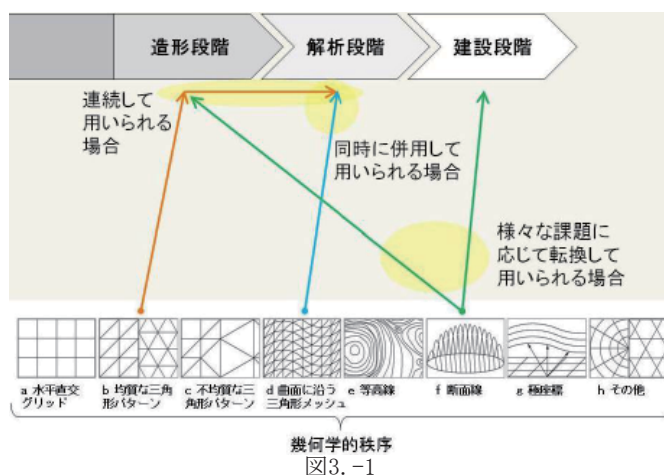 造形段階
解析段階
建設段階
連続して
用いられる
場合
同時に併用して
用いられる場合
様々な課題に
応じて転換して
用いられる場合
a 水平直交
グリッド
b 均質な三角
形パターン
c 不均質な三
角形パターン
d 曲面に沿う
三角形メッシュ
e 等高線
f 断面線
g 極座標
h その他
幾何学的秩序
図3.-1